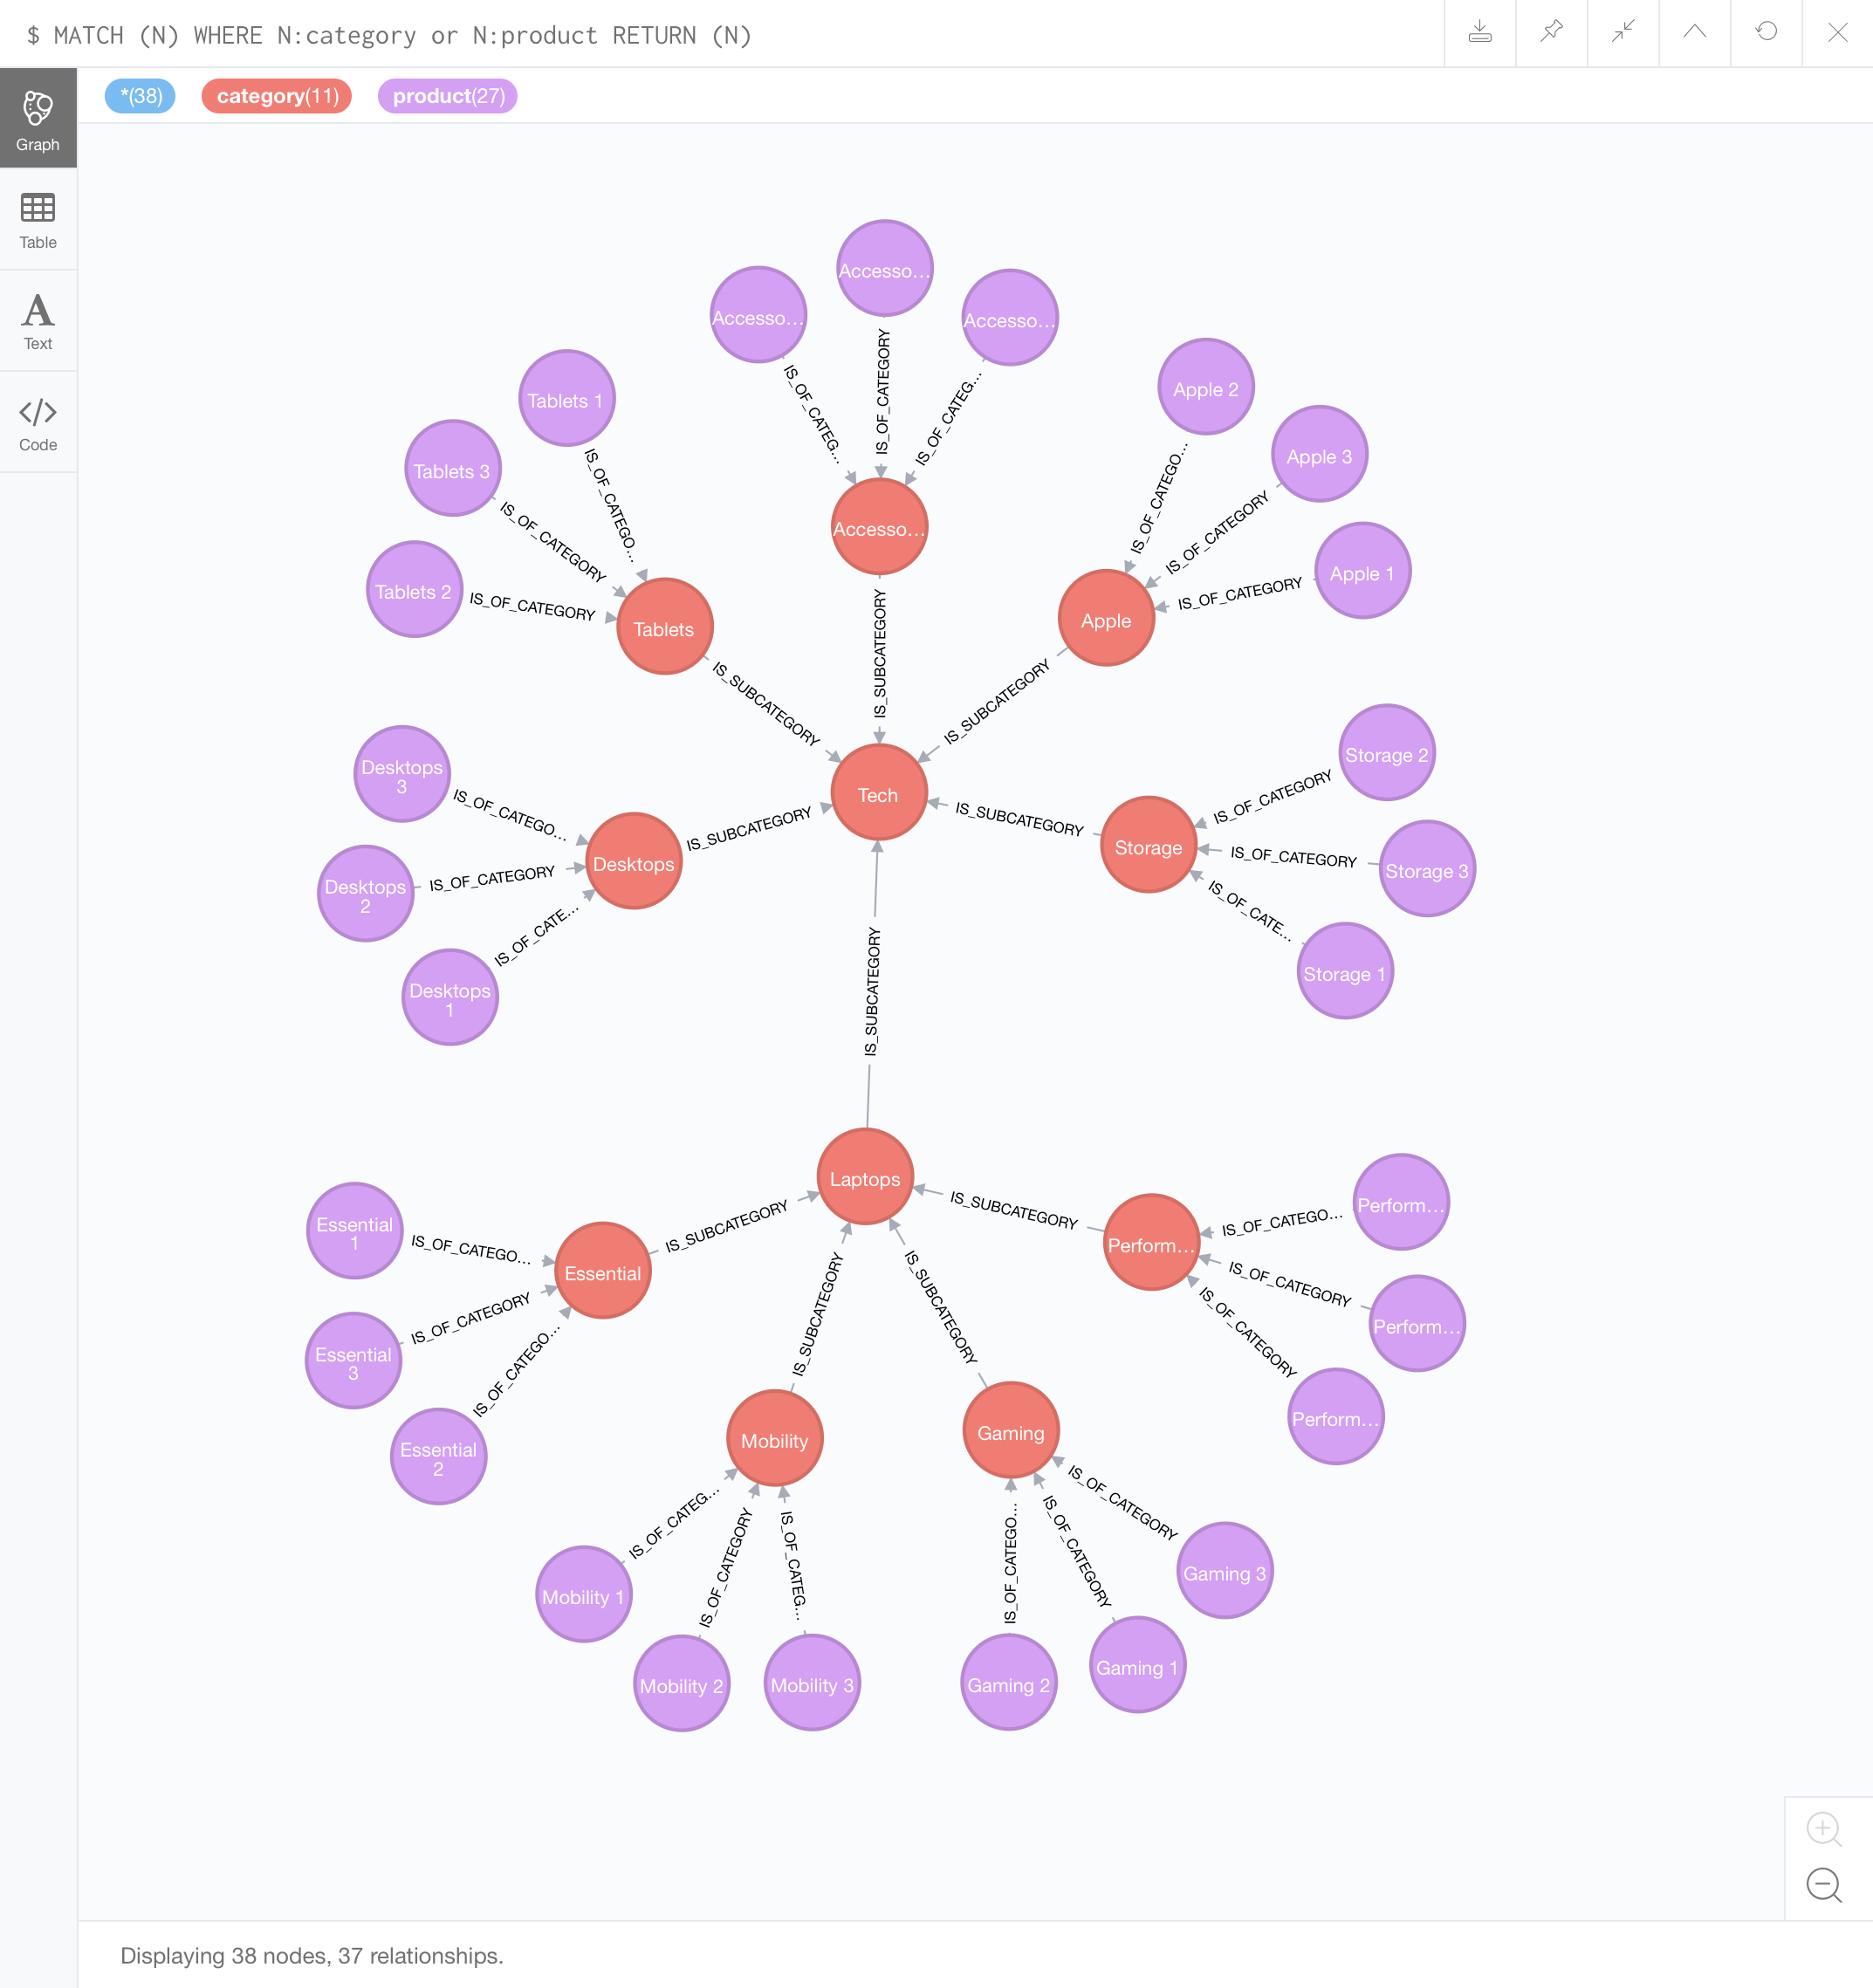 $ MATCH (N) WHERE N:category or N:product RETURN (N)
*(38)
category(11)
product(27)
Graph
Table
Text
Code
Accesso...
Accesso...
Accesso...
IS_OF_CATEG...
IS_OF_CATEGORY
IS_OF_CATEG...
Accesso...
IS_SUBCATEGORY
Tablets 1
Tablets 3
Tablets 2
IS_OF_CATEGO...
IS_OF_CATEGORY
IS_OF_CATEGORY
Tablets
IS_SUBCATEGORY
Apple 2
Apple 3
Apple 1
IS_OF_CATEGO...
IS_OF_CATEGORY
IS_OF_CATEGORY
Apple
IS_SUBCATEGORY
Tech
Desktops
3
Desktops
2
Desktops
1
IS_OF_CATEGO...
IS_OF_CATEGORY
IS_OF_CATE...
Desktops
IS_SUBCATEGORY
Storage 2
Storage 3
Storage 1
IS_OF_CATEGORY
IS_OF_CATEGORY
IS_OF_CATE...
Storage
IS_SUBCATEGORY
IS_SUBCATEGORY
Laptops
Essential
1
Essential
3
Essential
2
IS_OF_CATEGO...
IS_OF_CATEGORY
IS_OF_CATEGO...
Essential
IS_SUBCATEGORY
Perform...
Perform...
Perform...
IS_OF_CATEGO...
IS_OF_CATEGORY
IS_OF_CATEGORY
Perform...
IS_SUBCATEGORY
IS_SUBCATEGORY
Mobility
IS_OF_CATEG...
IS_OF_CATEGORY
IS_OF_CATEG...
Mobility 1
Mobility 2
Mobility 3
IS_SUBCATEGORY
Gaming
IS_OF_CATEGO...
IS_OF_CATEGORY
IS_OF_CATEGORY
Gaming 2
Gaming 1
Gaming 3
Displaying 38 nodes, 37 relationships.